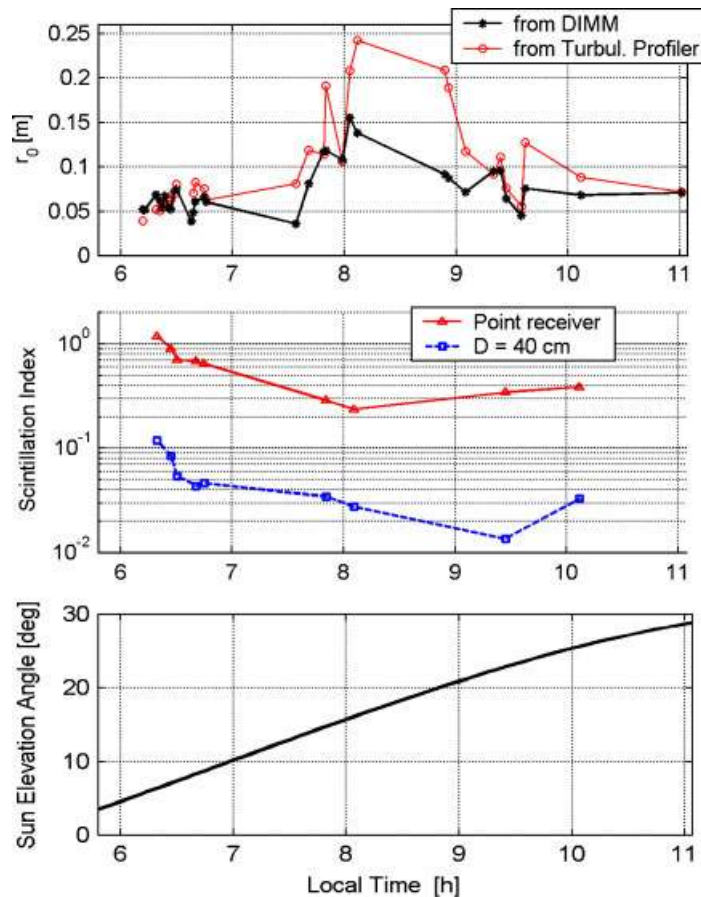 from DIMM
from Turbul. Profiler
0.25
0.2
0.15
0.1
0.05
0
r₀ [m]
6 7 8 9 10 11
Point receiver
D = 40 cm
10⁰
10⁻¹
10⁻²
Scintillation Index
6 7 8 9 10 11
30
20
10
0
Sun Elevation Angle [deg]
6 7 8 9 10 11
Local Time [h]